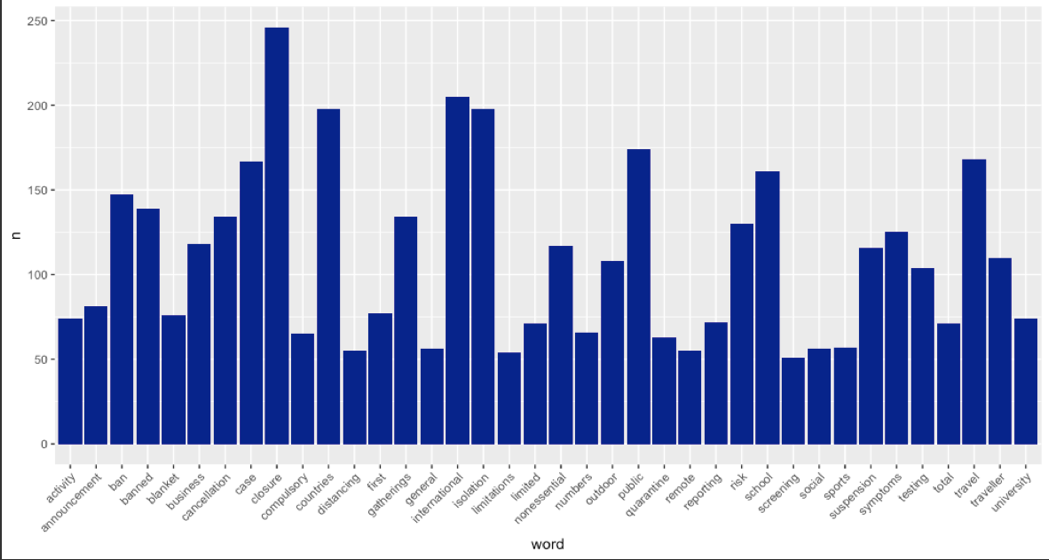 250
200
150
100
50
0
n
activity
announcement
ban
banned
blanket
business
cancellation
case
closure
compulsory
countries
distancing
first
gatherings
general
international
isolation
limitations
limited
nonessential
numbers
outdoor
public
quarantine
remote
reporting
risk
school
screening
social
sports
suspension
symptoms
testing
total
travel
traveller
university
word